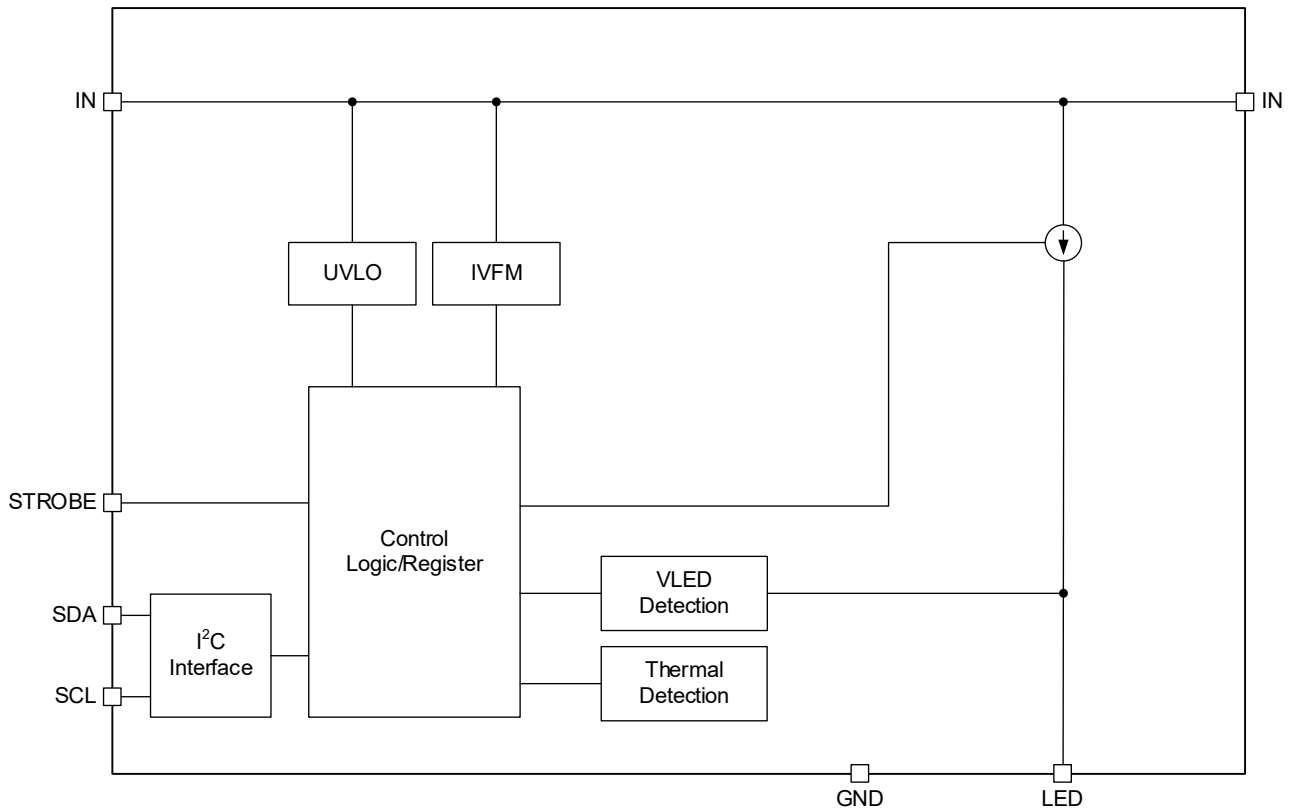 IN
IN
UVLO
IVFM
STROBE
Control
Logic/Register
VLED
Detection
SDA
I²C
Interface
Thermal
Detection
SCL
GND
LED